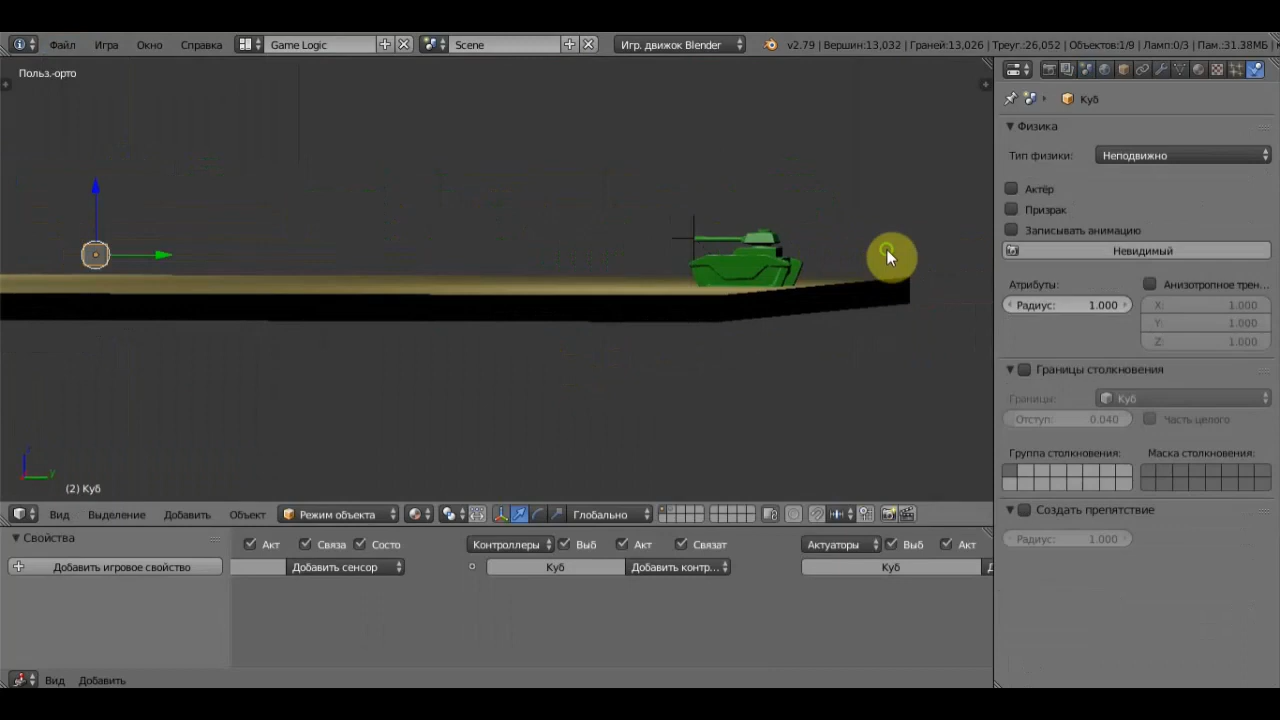 Файл Игра Окно Справка Game Logic Scene Игр. движок Blender v2.79 | Вершин:13,032 | Граней:13,026 | Треуг.:26,052 | Объектов:1/9 | Ламп:0/3 | Пам.:31.38МБ |
Польз.-орто
Куб
Физика
Тип физики: Неподвижно
Актёр
Призрак
Записывать анимацию
Невидимый
Атрибуты: Анизотропное трен...
Радиус: 1.000 X: 1.000
Y: 1.000
Z: 1.000
Границы столкновения
Границы: Куб
Отступ: 0.040 Часть целого
Группа столкновения: Маска столкновения:
z
y
(2) Куб
Вид Выделение Добавить Объект Режим объекта Глобально
Создать препятствие
Радиус: 1.000
Свойства Акт Связа Состо Контроллеры Выб Акт Связат Актуаторы Выб Акт
Добавить игровое свойство Добавить сенсор Куб Добавить контр... Куб
Вид Добавить